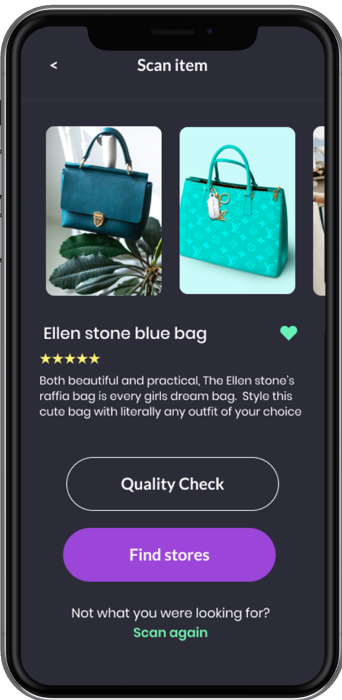 <
Scan item
Ellen stone blue bag
★★★★★
Both beautiful and practical, The Ellen stone's
raffia bag is every girls dream bag. Style this
cute bag with literally any outfit of your choice
Quality Check
Find stores
Not what you were looking for?
Scan again